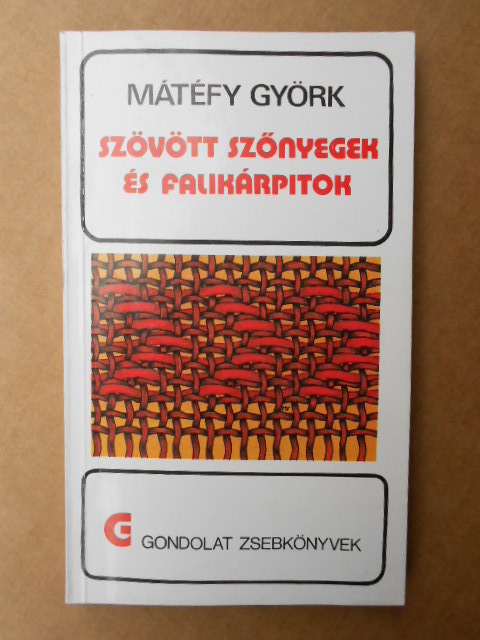 MÁTÉFY GYÖRK
SZÖVÖTT SZŐNYEGEK
ÉS FALIKÁRPITOK
G GONDOLAT ZSEBKÖNYVEK